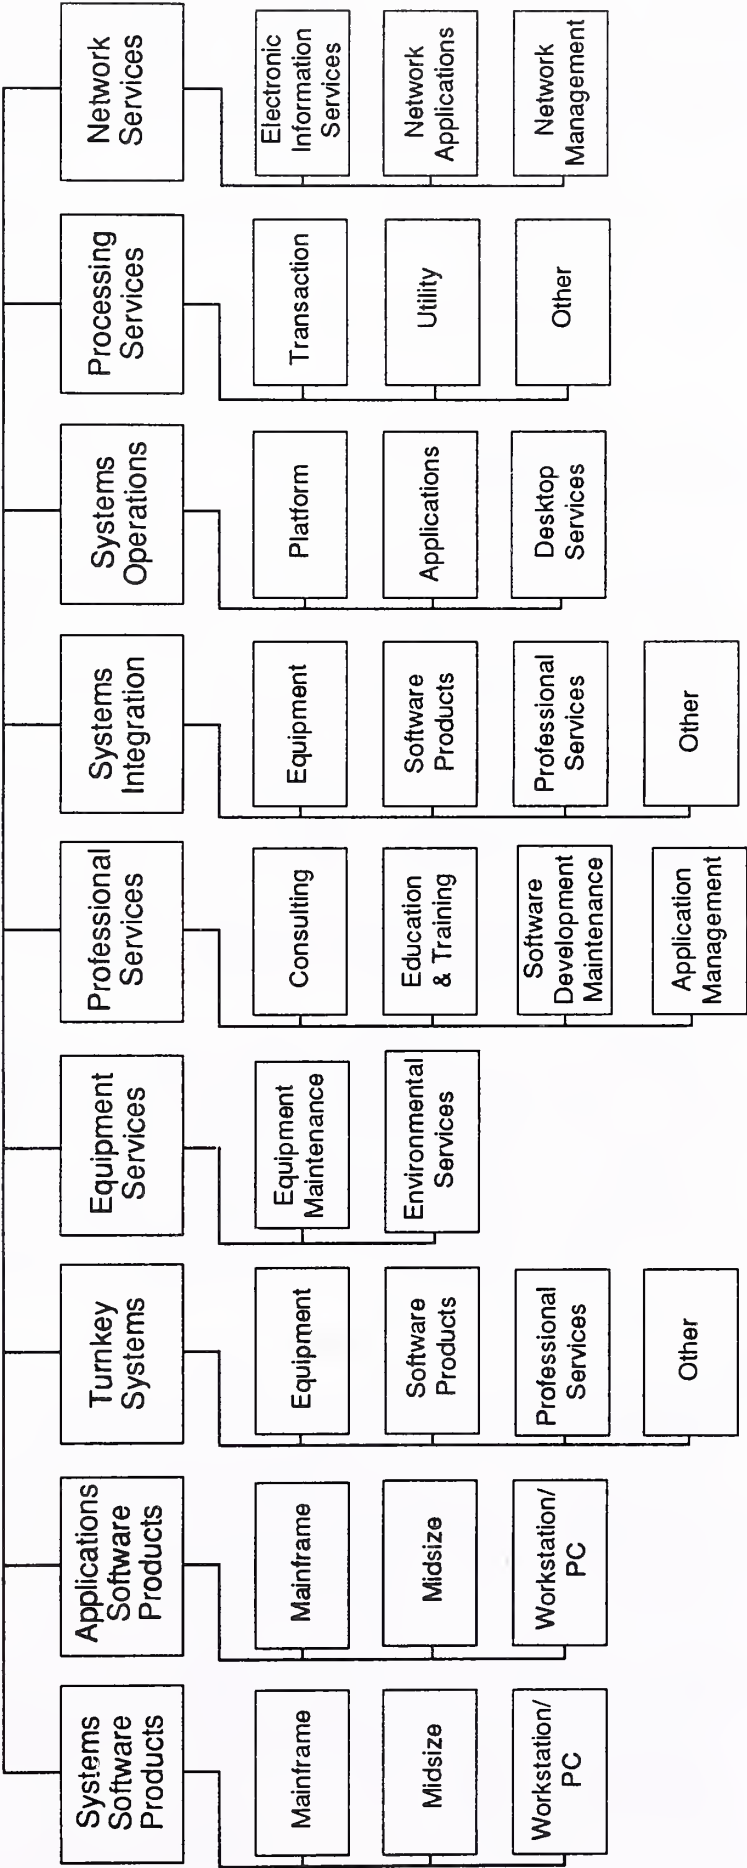 Systems
Software
Products
Mainframe
Midsize
Workstation/
PC
Applications
Software
Products
Mainframe
Midsize
Workstation/
PC
Turnkey
Systems
Equipment
Software
Products
Professional
Services
Other
Equipment
Services
Equipment
Maintenance
Environmental
Services
Professional
Services
Consulting
Education
& Training
Software
Development
Maintenance
Application
Management
Systems
Integration
Equipment
Software
Products
Professional
Services
Other
Systems
Operations
Platform
Applications
Desktop
Services
Processing
Services
Transaction
Utility
Other
Network
Services
Electronic
Information
Services
Network
Applications
Network
Management